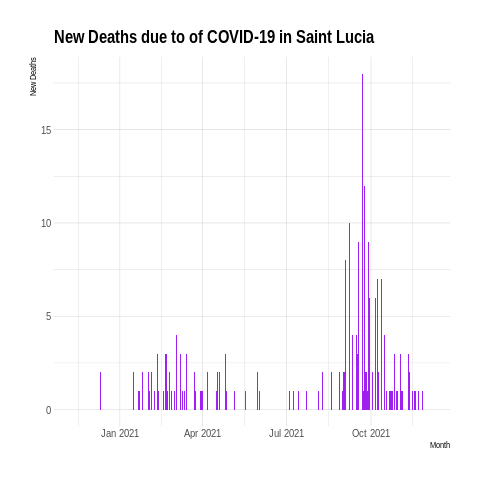 New Deaths due to of COVID-19 in Saint Lucia
New Deaths
15
10
5
0
Jan 2021 Apr 2021 Jul 2021 Oct 2021
Month